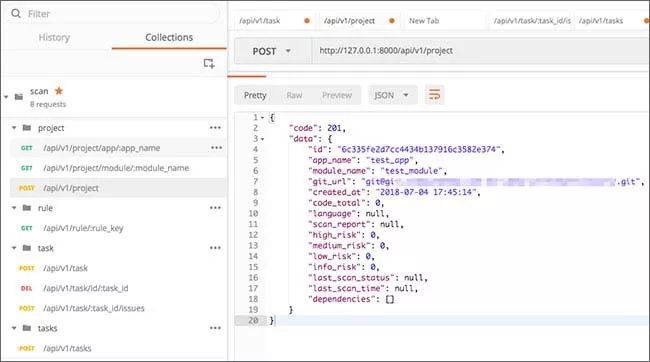 Filter
History Collections
scan
8 requests
project
GET /api/v1/project/app/:app_name
GET /api/v1/project/module/:module_name
POST /api/v1/project
rule
GET /api/v1/rule/:rule_key
task
POST /api/v1/task
DEL /api/v1/task/id/:task_id
POST /api/v1/task/:task_id/issues
tasks
POST /api/v1/tasks
/api/v1/task /api/v1/project New Tab /api/v1/task/:task_id/iss /api/v1/tasks
POST http://127.0.0.1:8000/api/v1/project
Pretty Raw Preview JSON
1 {
2 "code": 201,
3 "data": {
4 "id": "6c335fe2d7cc4434b137916c3582e374",
5 "app_name": "test_app",
6 "module_name": "test_module",
7 "git_url": "git@gi .git",
8 "created_at": "2018-07-04 17:45:14",
9 "code_total": 0,
10 "language": null,
11 "scan_report": null,
12 "high_risk": 0,
13 "medium_risk": 0,
14 "low_risk": 0,
15 "info_risk": 0,
16 "last_scan_status": null,
17 "last_scan_time": null,
18 "dependencies": []
19 }
20 }